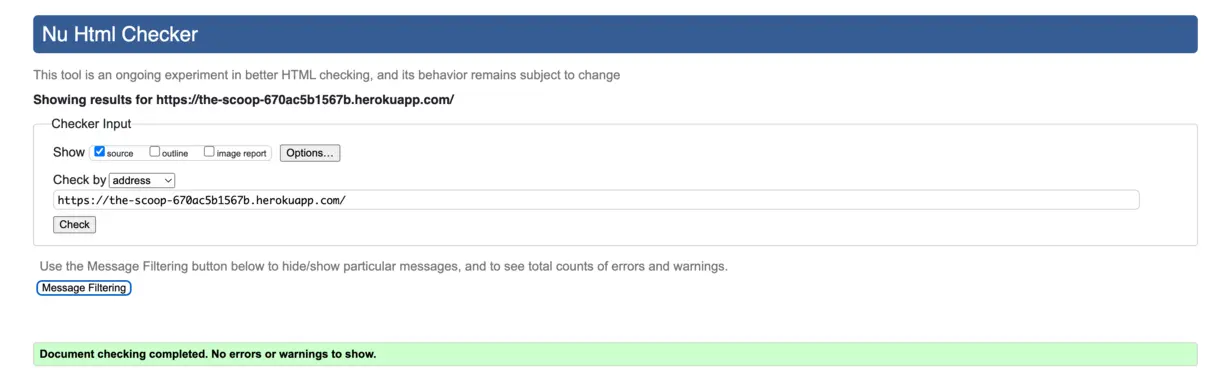 Nu Html Checker
This tool is an ongoing experiment in better HTML checking, and its behavior remains subject to change
Showing results for https://the-scoop-670ac5b1567b.herokuapp.com/
Checker Input
Show source outline image report Options...
Check by address
https://the-scoop-670ac5b1567b.herokuapp.com/
Check
Use the Message Filtering button below to hide/show particular messages, and to see total counts of errors and warnings.
Message Filtering
Document checking completed. No errors or warnings to show.